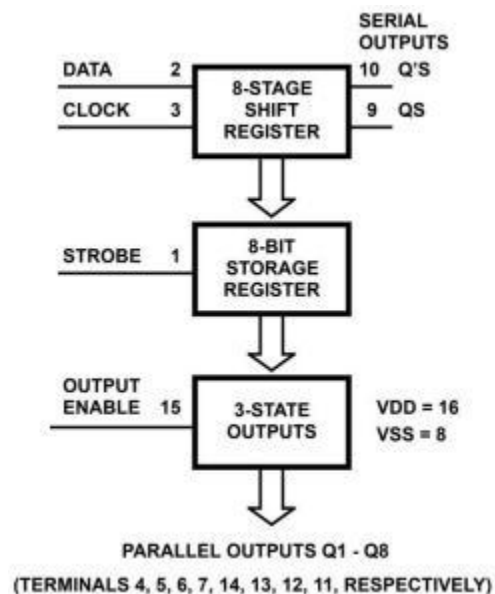 SERIAL
OUTPUTS
DATA 2
10 Q'S
CLOCK 3
9 QS
8-STAGE
SHIFT
REGISTER
STROBE 1
8-BIT
STORAGE
REGISTER
OUTPUT
ENABLE 15
3-STATE
OUTPUTS
VDD = 16
VSS = 8
PARALLEL OUTPUTS Q1 - Q8
(TERMINALS 4, 5, 6, 7, 14, 13, 12, 11, RESPECTIVELY)